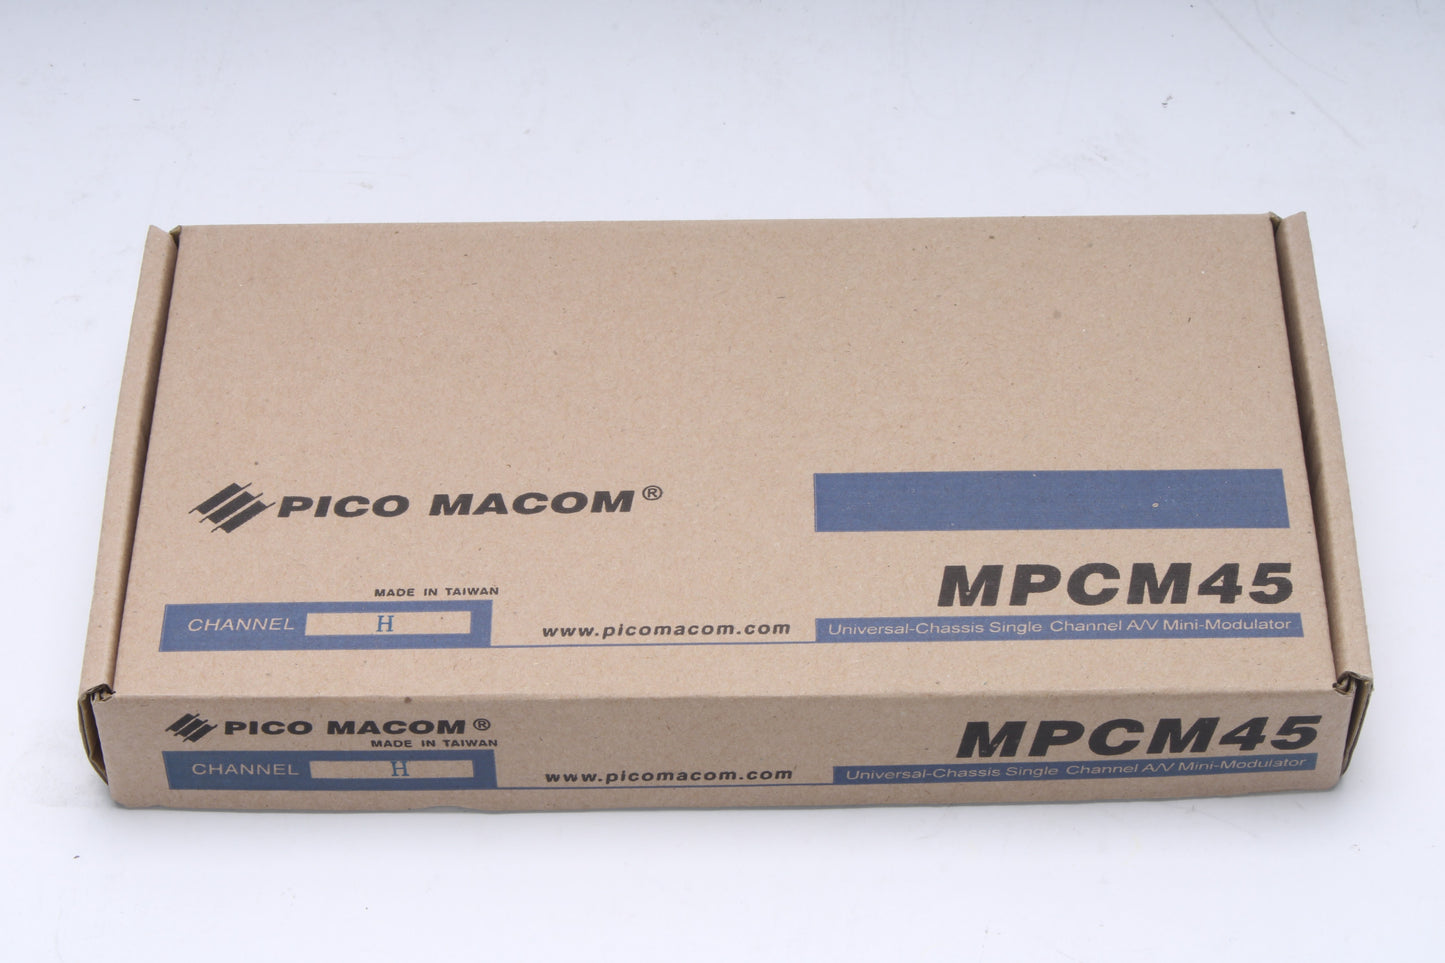 PICO MACOM®
MPCM45
MADE IN TAIWAN
CHANNEL H
www.picomacom.com
Universal-Chassis Single Channel A/V Mini-Modulator
PICO MACOM®
MPCM45
MADE IN TAIWAN
CHANNEL H
www.picomacom.com
Universal-Chassis Single Channel A/V Mini-Modulator